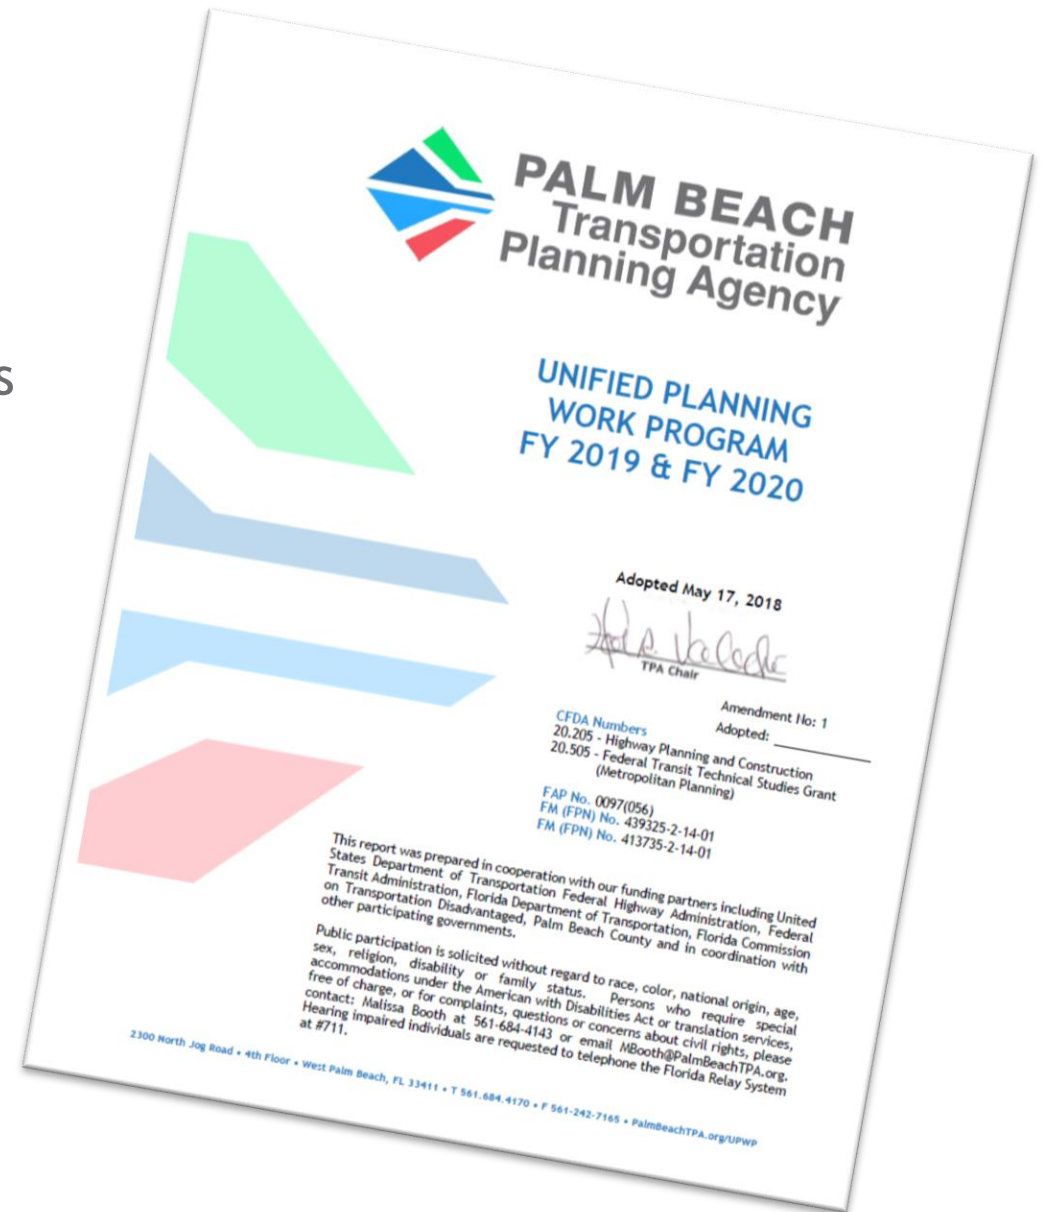 s
PALM BEACH
Transportation
Planning Agency
UNIFIED PLANNING
WORK PROGRAM
FY 2019 & FY 2020
Adopted May 17, 2018
TPA Chair
Amendment No: 1
Adopted:
CFDA Numbers
20.205 - Highway Planning and Construction
20.505 - Federal Transit Technical Studies Grant
(Metropolitan Planning)
FAP No. 0097(056)
FM (FPN) No. 439325-2-14-01
FM (FPN) No. 413735-2-14-01
This report was prepared in cooperation with our funding partners including United
States Department of Transportation Federal Highway Administration, Federal
Transit Administration, Florida Department of Transportation, Florida Commission
on Transportation Disadvantaged, Palm Beach County and in coordination with
other participating governments.
Public participation is solicited without regard to race, color, national origin, age,
sex, religion, disability or family status. Persons who require special
accommodations under the American with Disabilities Act or translation services,
free of charge, or for complaints, questions or concerns about civil rights, please
contact: Malissa Booth at 561-684-4143 or email MBooth@PalmBeachTPA.org.
Hearing impaired individuals are requested to telephone the Florida Relay System
at #711.
2300 North Jog Road • 4th Floor • West Palm Beach, FL 33411 • T 561.684.4170 • F 561-242-7165 • PalmBeachTPA.org/UPWP